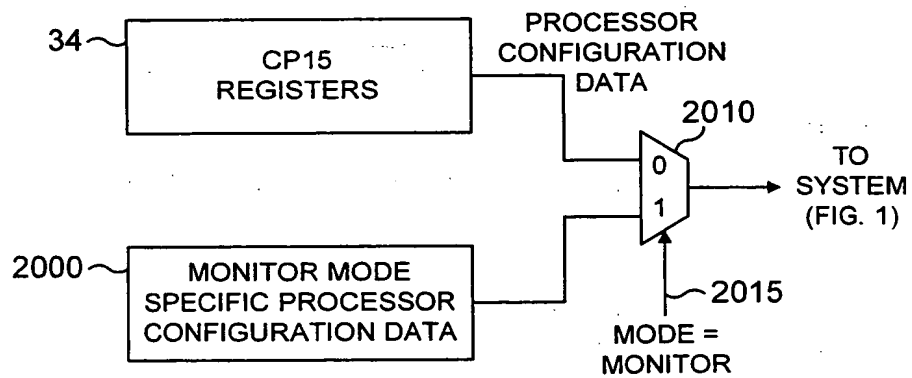 34
CP15
REGISTERS
PROCESSOR
CONFIGURATION
DATA
2010
0
1
TO
SYSTEM
(FIG. 1)
2000
MONITOR MODE
SPECIFIC PROCESSOR
CONFIGURATION DATA
2015
MODE =
MONITOR